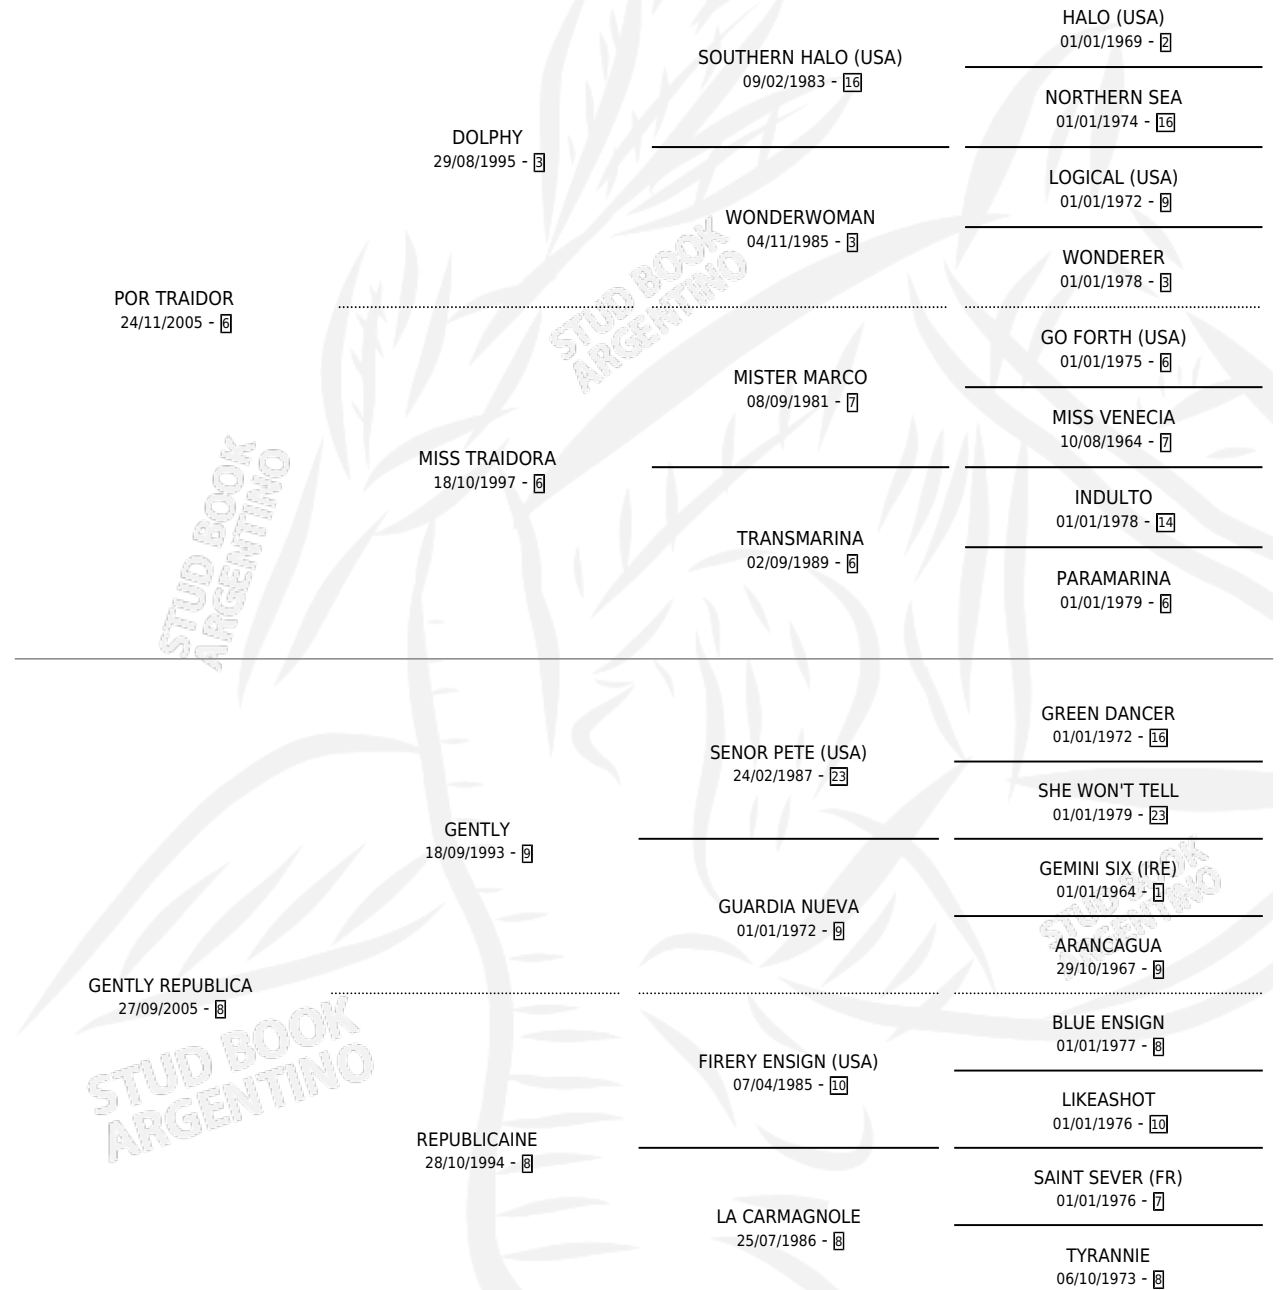 HALO (USA)
01/01/1969 - 2
SOUTHERN HALO (USA)
09/02/1983 - 16
NORTHERN SEA
01/01/1974 - 16
DOLPHY
29/08/1995 - 3
LOGICAL (USA)
01/01/1972 - 9
WONDERWOMAN
04/11/1985 - 3
WONDERER
01/01/1978 - 3
POR TRAIDOR
24/11/2005 - 6
STUD BOOK
ARGENTINO
GO FORTH (USA)
01/01/1975 - 6
MISTER MARCO
08/09/1981 - 7
MISS VENECIA
10/08/1964 - 7
MISS TRAIDORA
18/10/1997 - 6
INDULTO
01/01/1978 - 14
TRANSMARINA
02/09/1989 - 6
PARAMARINA
01/01/1979 - 6
STUD BOOK
ARGENTINO
GREEN DANCER
01/01/1972 - 16
SENOR PETE (USA)
24/02/1987 - 23
SHE WON'T TELL
01/01/1979 - 23
GENTLY
18/09/1993 - 9
GEMINI SIX (IRE)
01/01/1964 - 1
GUARDIA NUEVA
01/01/1972 - 9
ARANCAGUA
29/10/1967 - 9
STUD BOOK
ARGENTINO
GENTLY REPUBLICA
27/09/2005 - 8
STUD BOOK
ARGENTINO
BLUE ENSIGN
01/01/1977 - 8
FIRERY ENSIGN (USA)
07/04/1985 - 10
LIKEASHOT
01/01/1976 - 10
REPUBLICAINE
28/10/1994 - 8
SAINT SEVER (FR)
01/01/1976 - 7
LA CARMAGNOLE
25/07/1986 - 8
TYRANNIE
06/10/1973 - 8